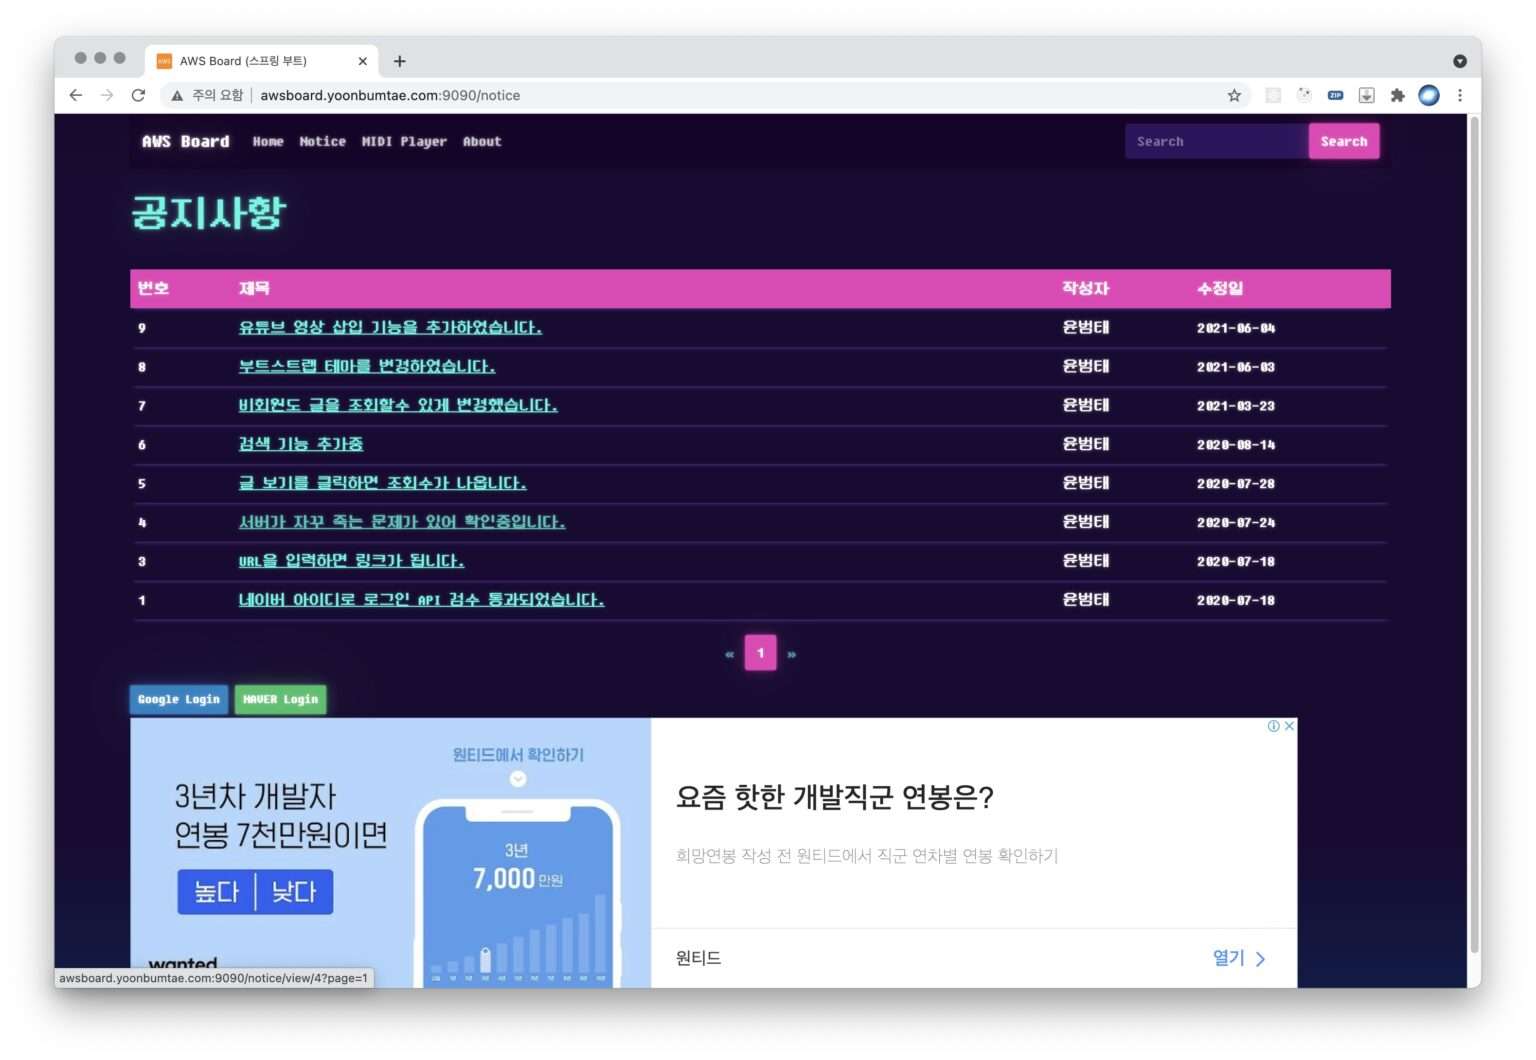 AWS Board (스프링 부트)
주의 요함 awsboard.yoonbumtae.com:9090/notice
ZIP
AWS Board Home Notice MIDI Player About Search Search
공지사항
번호 제목 작성자 수정일
9 유튜브 영상 삽입 기능을 추가하였습니다. 윤범태 2021-06-04
8 부트스트랩 테마를 변경하였습니다. 윤범태 2021-06-03
7 비회원도 글을 조회할수 있게 변경했습니다. 윤범태 2021-03-23
6 검색 기능 추가중 윤범태 2020-08-14
5 글 보기를 클릭하면 조회수가 나옵니다. 윤범태 2020-07-28
4 서버가 자꾸 죽는 문제가 있어 확인중입니다. 윤범태 2020-07-24
3 URL을 입력하면 링크가 됩니다. 윤범태 2020-07-18
1 네이버 아이디로 로그인 API 검수 통과되었습니다. 윤범태 2020-07-18
« 1 »
Google Login NAVER Login
원티드에서 확인하기
3년차 개발자
연봉 7천만원이면
높다 낮다
3년
7,000 만원
wanted
요즘 핫한 개발직군 연봉은?
희망연봉 작성 전 원티드에서 직군 연차별 연봉 확인하기
원티드 열기
awsboard.yoonbumtae.com:9090/notice/view/4?page=1